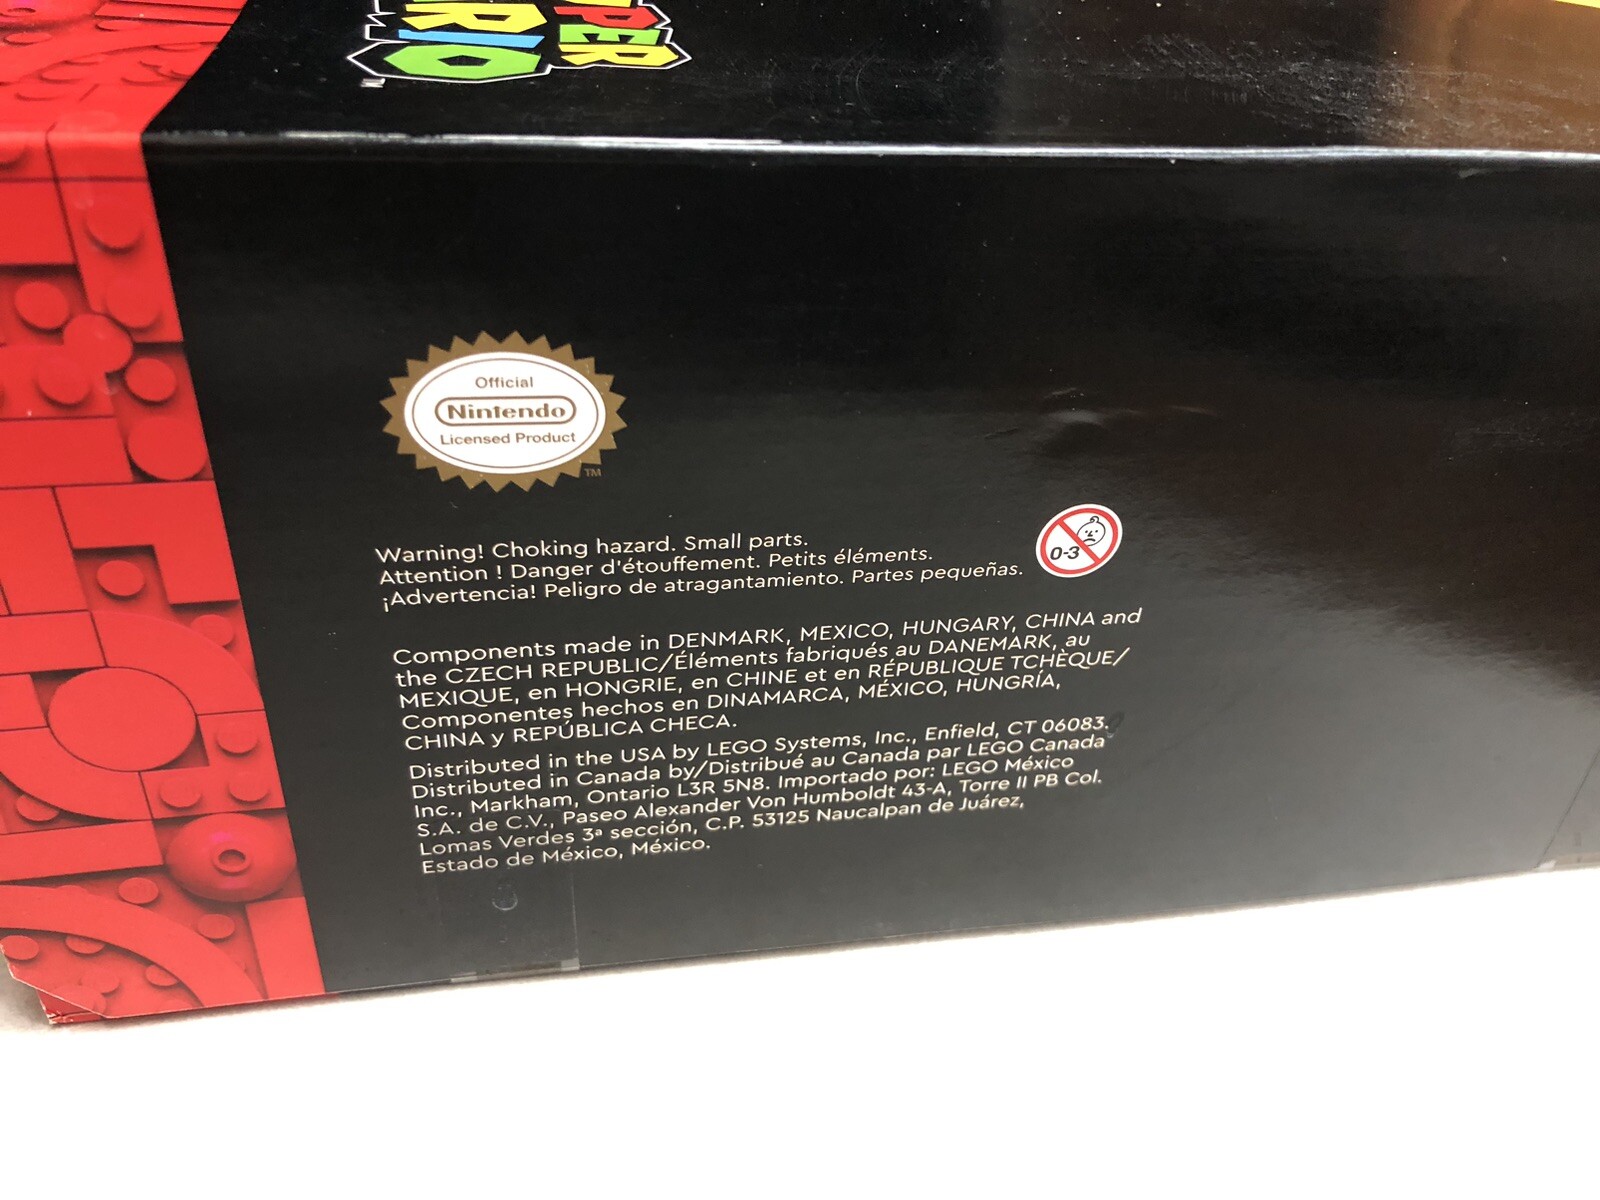 Official
Nintendo
Licensed Product
TM
Warning! Choking hazard. Small parts.
Attention ! Danger d'étouffement. Petits éléments.
¡Advertencia! Peligro de atragantamiento. Partes pequeñas.
0-3
Components made in DENMARK, MEXICO, HUNGARY, CHINA and
the CZECH REPUBLIC/Éléments fabriqués au DANEMARK, au
MEXIQUE, en HONGRIE, en CHINE et en RÉPUBLIQUE TCHÈQUE/
Componentes hechos en DINAMARCA, MÉXICO, HUNGRÍA,
CHINA y REPÚBLICA CHECA.
Distributed in the USA by LEGO Systems, Inc., Enfield, CT 06083.
Distributed in Canada by/Distribué au Canada par LEGO Canada
Inc., Markham, Ontario L3R 5N8. Importado por: LEGO México
S.A. de C.V., Paseo Alexander Von Humboldt 43-A, Torre II PB Col.
Lomas Verdes 3ª sección, C.P. 53125 Naucalpan de Juárez,
Estado de México, México.